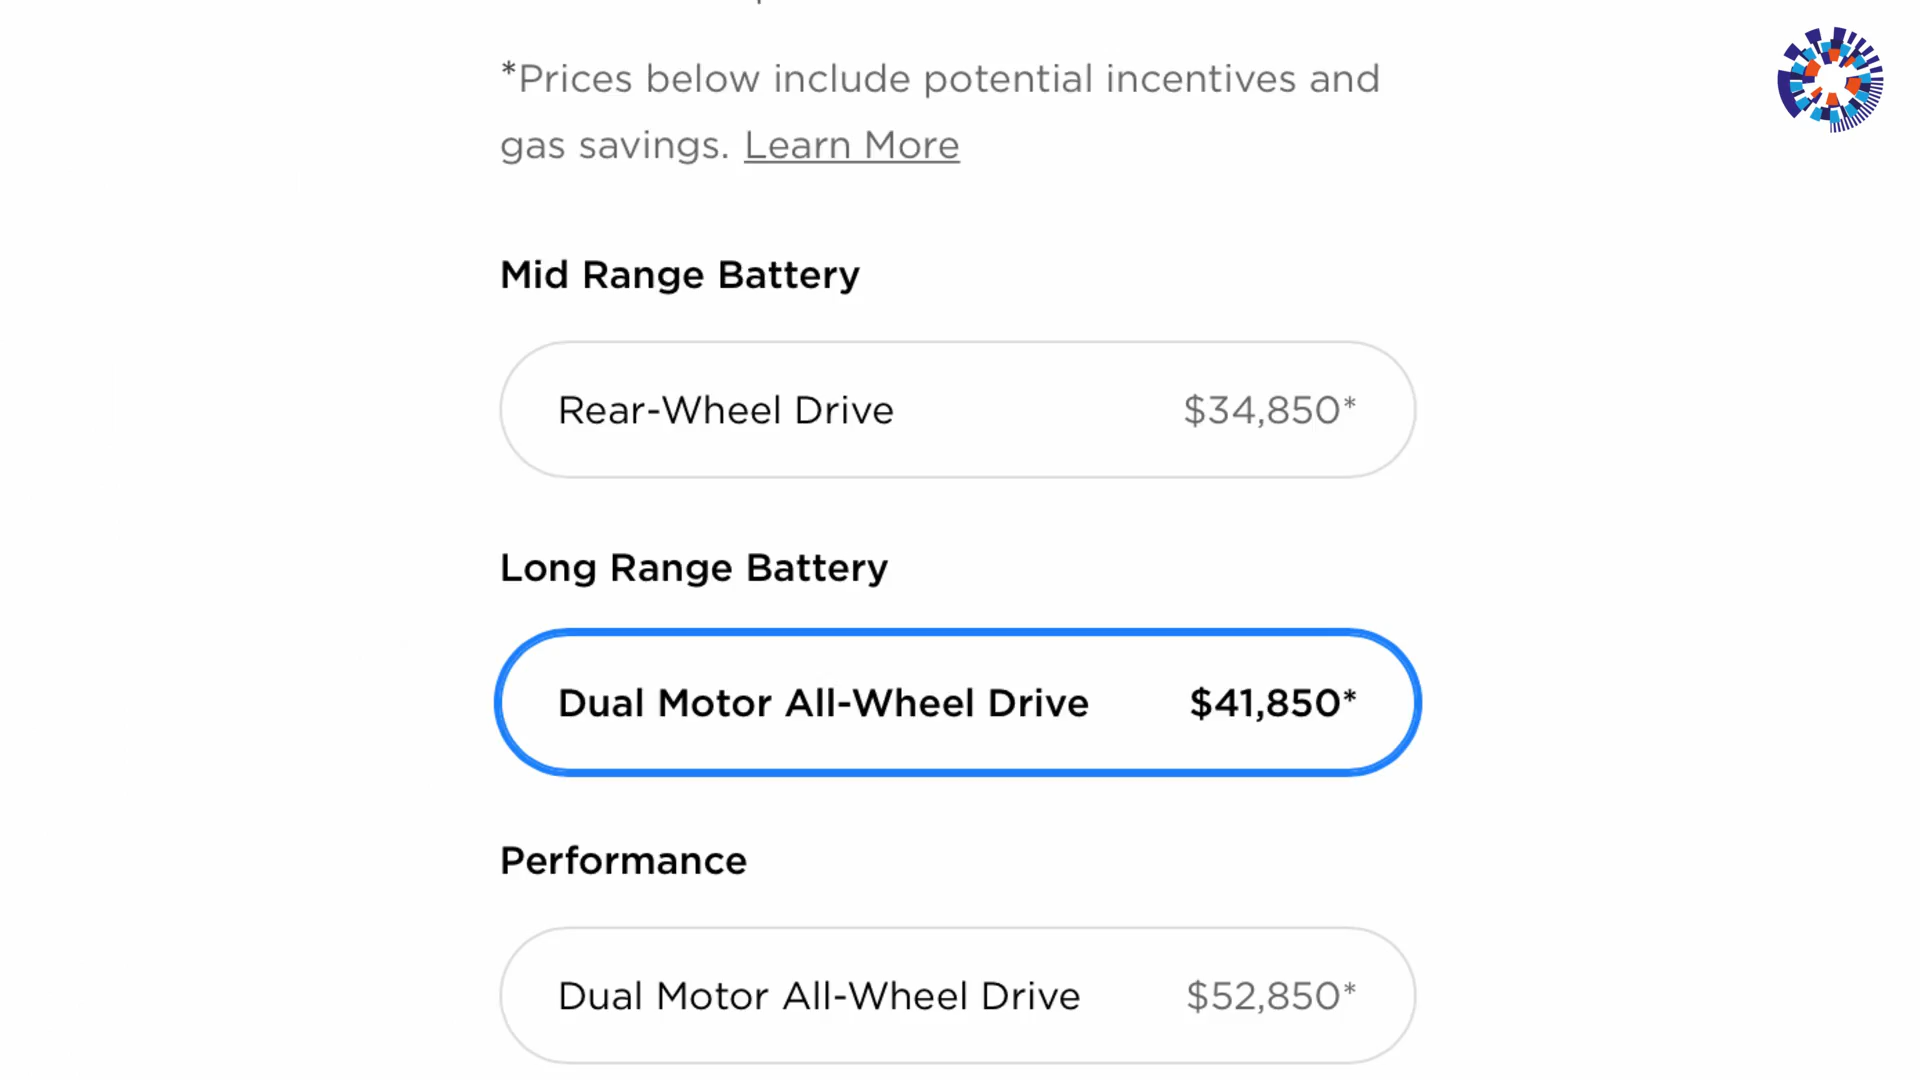 *Prices below include potential incentives and
gas savings. Learn More
Mid Range Battery
Rear-Wheel Drive $34,850*
Long Range Battery
Dual Motor All-Wheel Drive $41,850*
Performance
Dual Motor All-Wheel Drive $52,850*